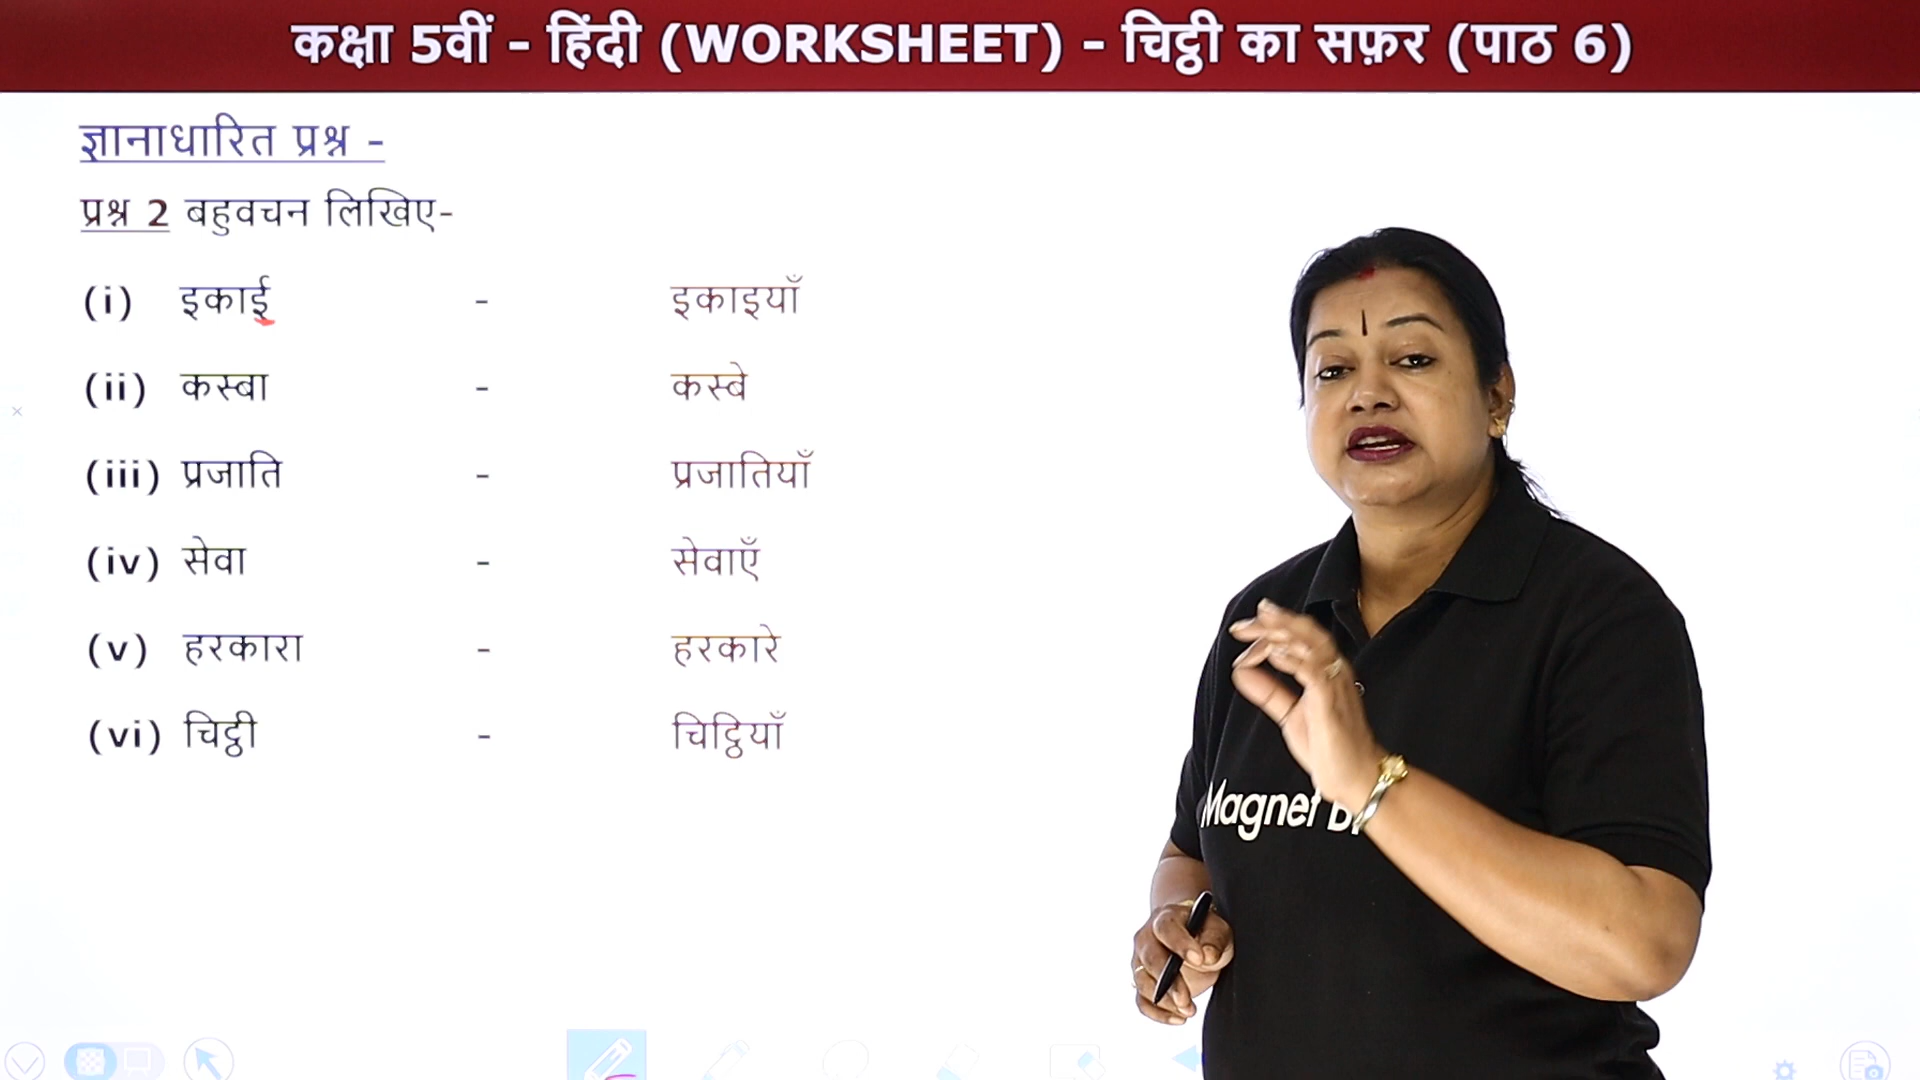 कक्षा 5वीं – हिंदी (WORKSHEET) – चिट्ठी का सफ़र (पाठ 6)
ज्ञानाधारित प्रश्न -
प्रश्न 2 बहुवचन लिखिए-
(i) इकाई - इकाइयाँ
(ii) कस्बा - कस्बे
(iii) प्रजाति - प्रजातियाँ
(iv) सेवा - सेवाएँ
(v) हरकारा - हरकारे
(vi) चिट्ठी - चिट्ठियाँ
Magnet